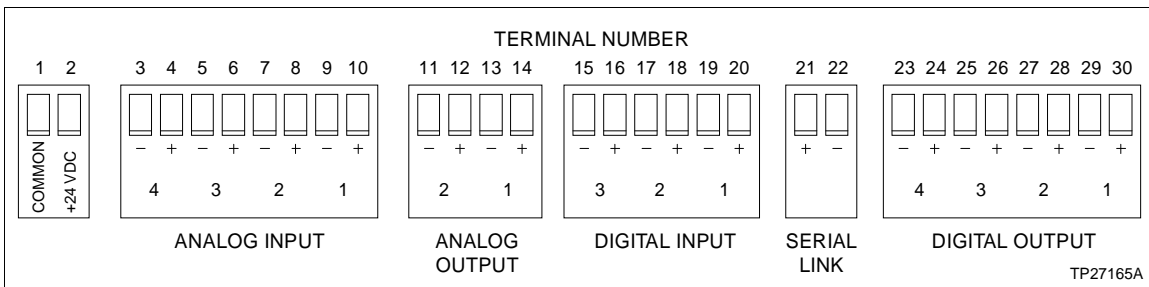 TERMINAL NUMBER
1 2 3 4 5 6 7 8 9 10 11 12 13 14 15 16 17 18 19 20 21 22 23 24 25 26 27 28 29 30
COMMON
+24 VDC
− + − + − + − + − + − + − + − + − + + − − + − + − + − +
4 3 2 1 2 1 3 2 1 4 3 2 1
ANALOG INPUT
ANALOG
OUTPUT
DIGITAL INPUT
SERIAL
LINK
DIGITAL OUTPUT
TP27165A